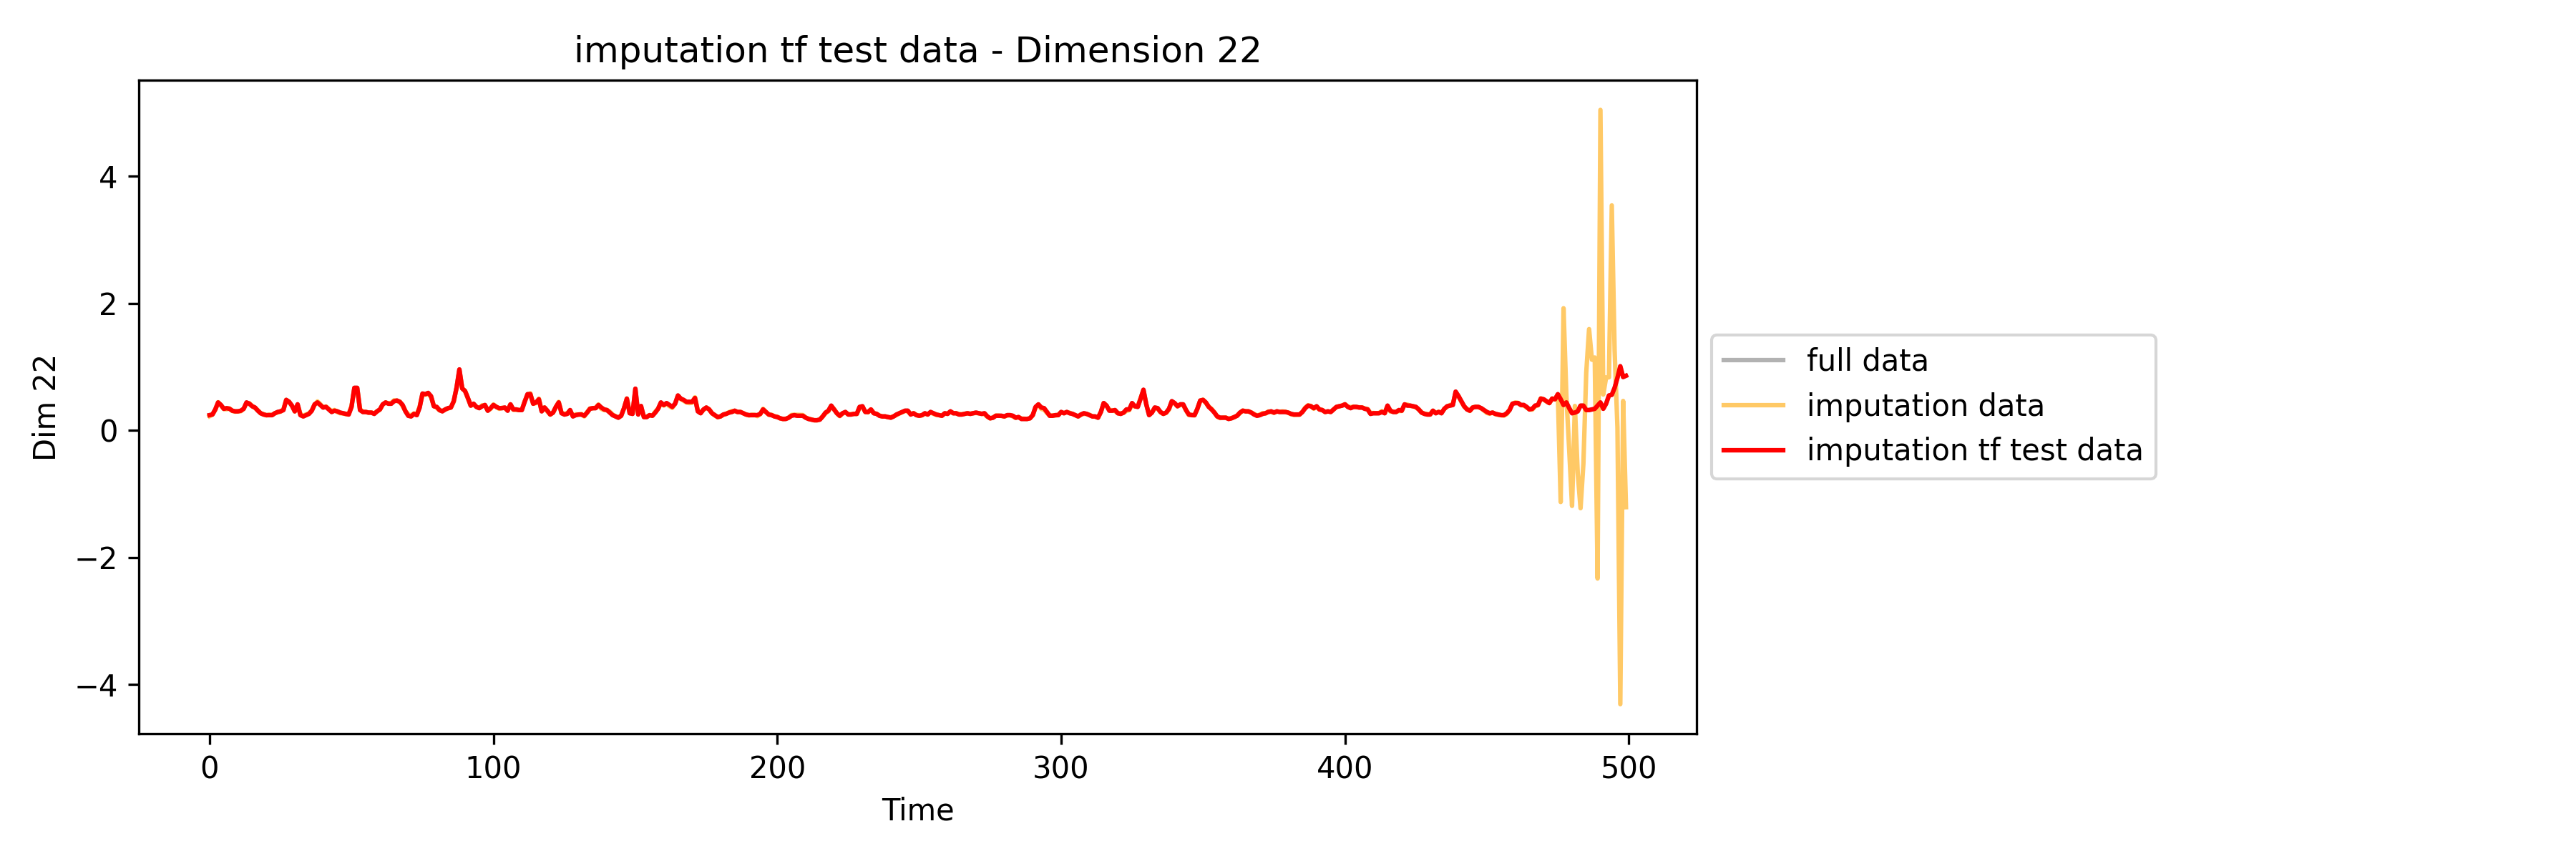 imputation tf test data - Dimension 22
4
2
0
−2
−4
Dim 22
0 100 200 300 400 500
Time
full data
imputation data
imputation tf test data